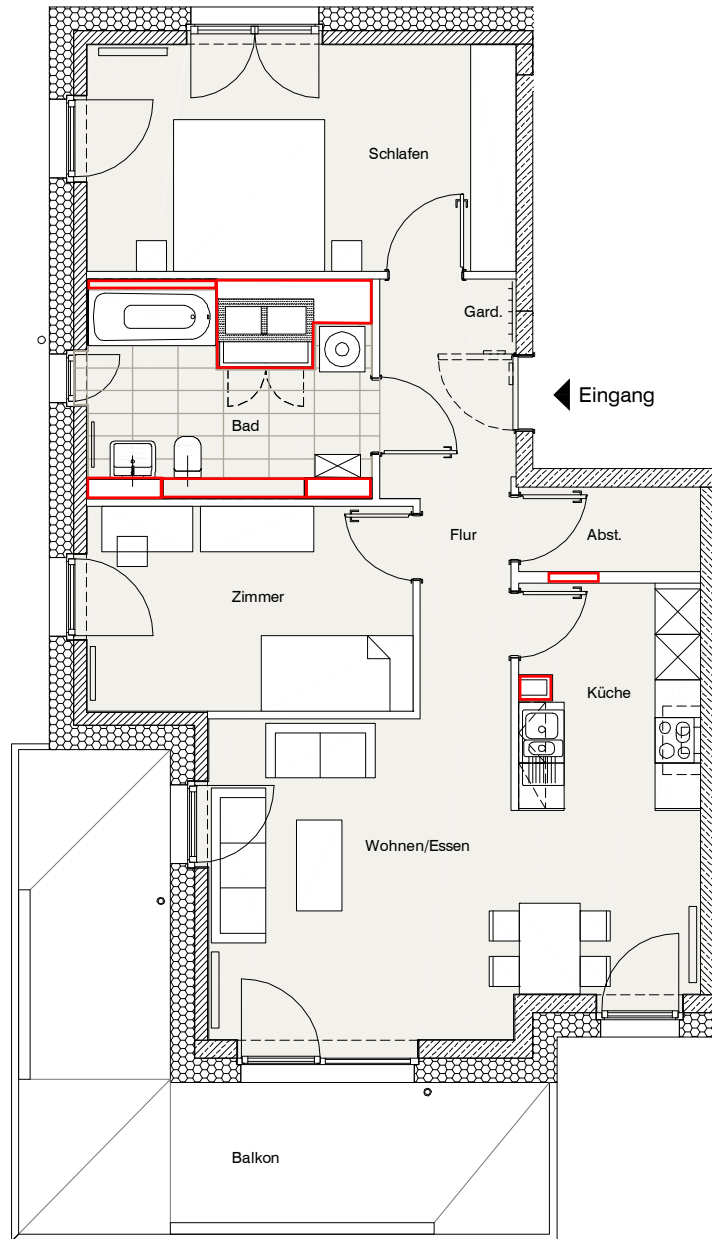 Schlafen
Gard.
Eingang
Bad
Flur
Abst.
Zimmer
Küche
Wohnen/Essen
Balkon